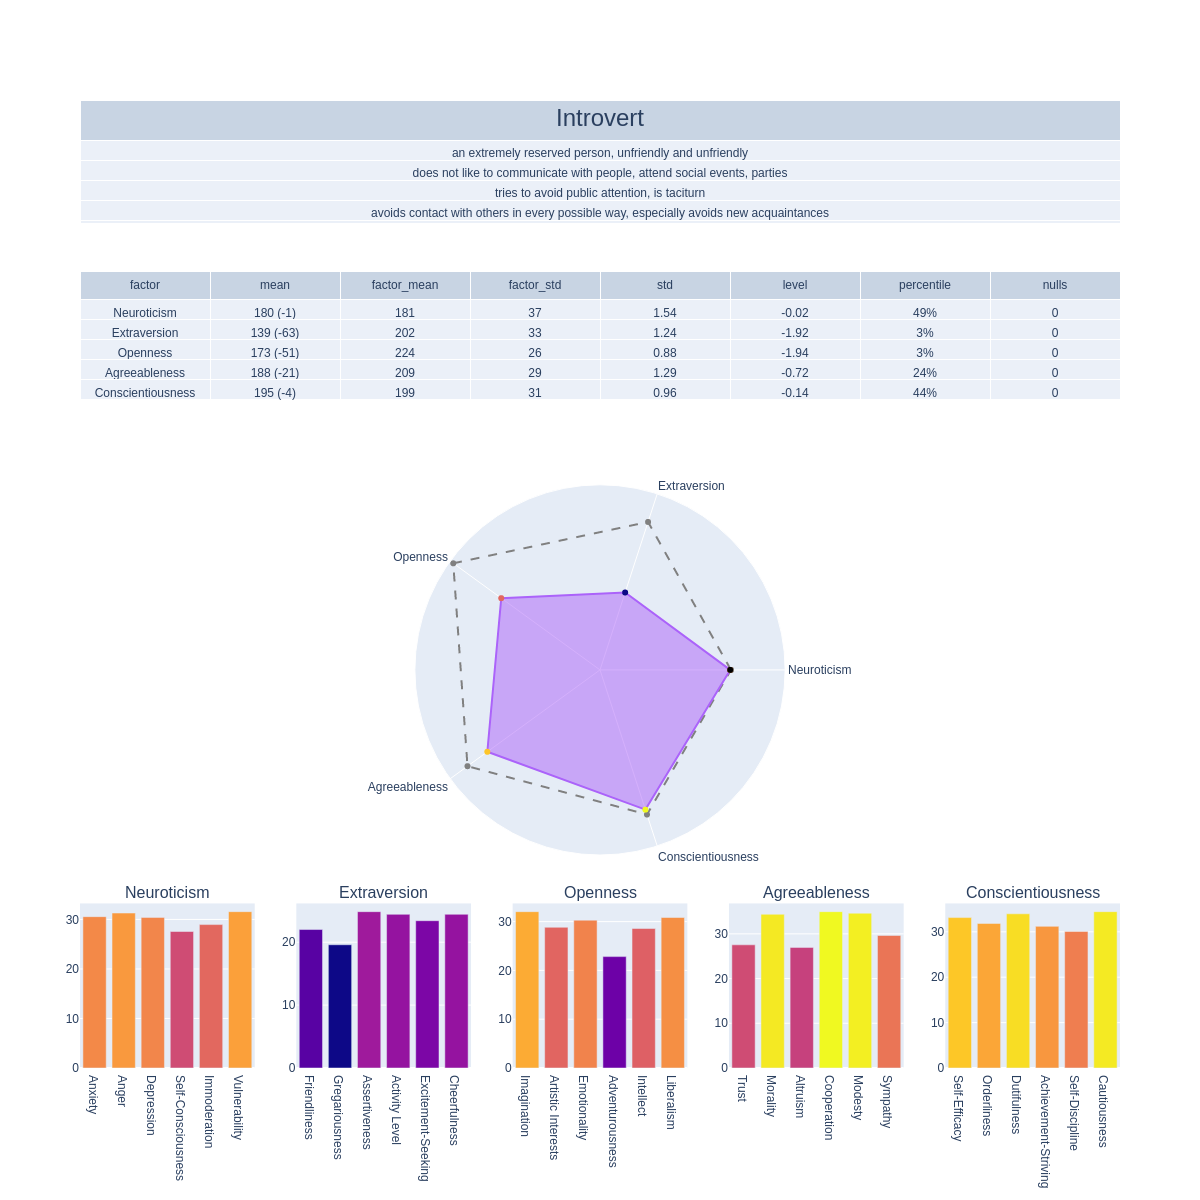 Introvert
an extremely reserved person, unfriendly and unfriendly
does not like to communicate with people, attend social events, parties
tries to avoid public attention, is taciturn
avoids contact with others in every possible way, especially avoids new acquaintances
factor mean factor_mean factor_std std level percentile nulls
Neuroticism 180 (-1) 181 37 1.54 -0.02 49% 0
Extraversion 139 (-63) 202 33 1.24 -1.92 3% 0
Openness 173 (-51) 224 26 0.88 -1.94 3% 0
Agreeableness 188 (-21) 209 29 1.29 -0.72 24% 0
Conscientiousness 195 (-4) 199 31 0.96 -0.14 44% 0
Extraversion
Openness
Neuroticism
Agreeableness
Conscientiousness
Neuroticism
30
20
10
0
Anxiety
Anger
Depression
Self-Consciousness
Immoderation
Vulnerability
Extraversion
20
10
0
Friendliness
Gregariousness
Assertiveness
Activity Level
Excitement-Seeking
Cheerfulness
Openness
30
20
10
0
Imagination
Artistic Interests
Emotionality
Adventurousness
Intellect
Liberalism
Agreeableness
30
20
10
0
Trust
Morality
Altruism
Cooperation
Modesty
Sympathy
Conscientiousness
30
20
10
0
Self-Efficacy
Orderliness
Dutifulness
Achievement-Striving
Self-Discipline
Cautiousness